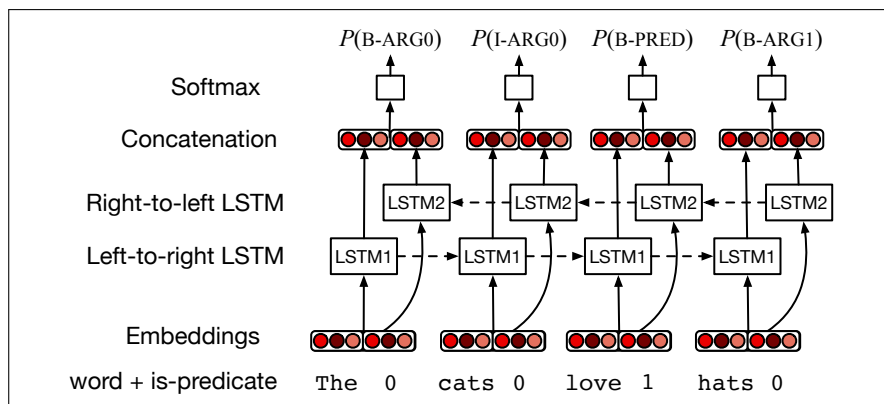 P(B-ARG0) P(I-ARG0) P(B-PRED) P(B-ARG1)
Softmax
Concatenation
Right-to-left LSTM LSTM2 LSTM2 LSTM2 LSTM2
Left-to-right LSTM LSTM1 LSTM1 LSTM1 LSTM1
Embeddings
word + is-predicate The 0 cats 0 love 1 hats 0